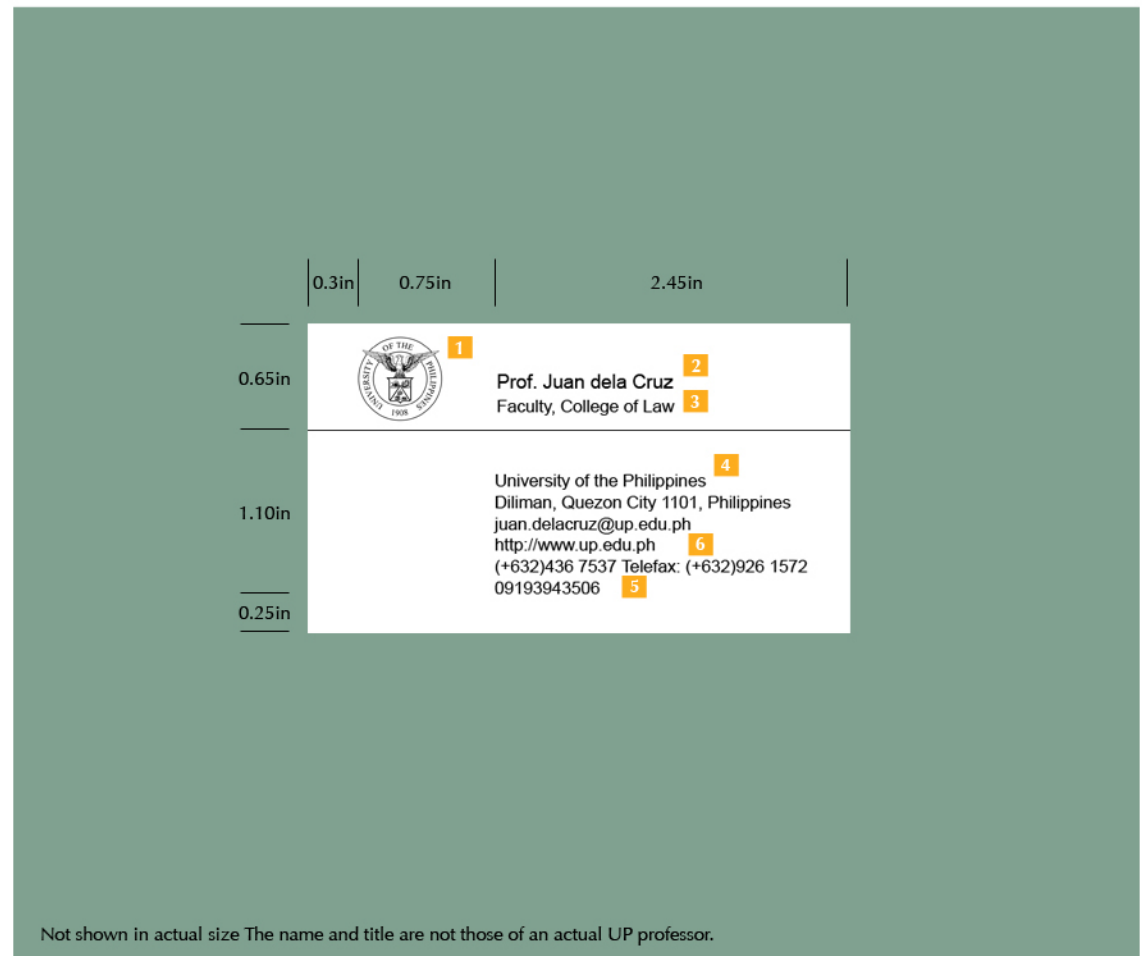 0.3in 0.75in 2.45in
0.65in
1.10in
0.25in
UNIVERSITY OF THE PHILIPPINES
1908
1
Prof. Juan dela Cruz 2
Faculty, College of Law 3
University of the Philippines 4
Diliman, Quezon City 1101, Philippines
juan.delacruz@up.edu.ph
http://www.up.edu.ph 6
(+632)436 7537 Telefax: (+632)926 1572
09193943506 5
Not shown in actual size The name and title are not those of an actual UP professor.